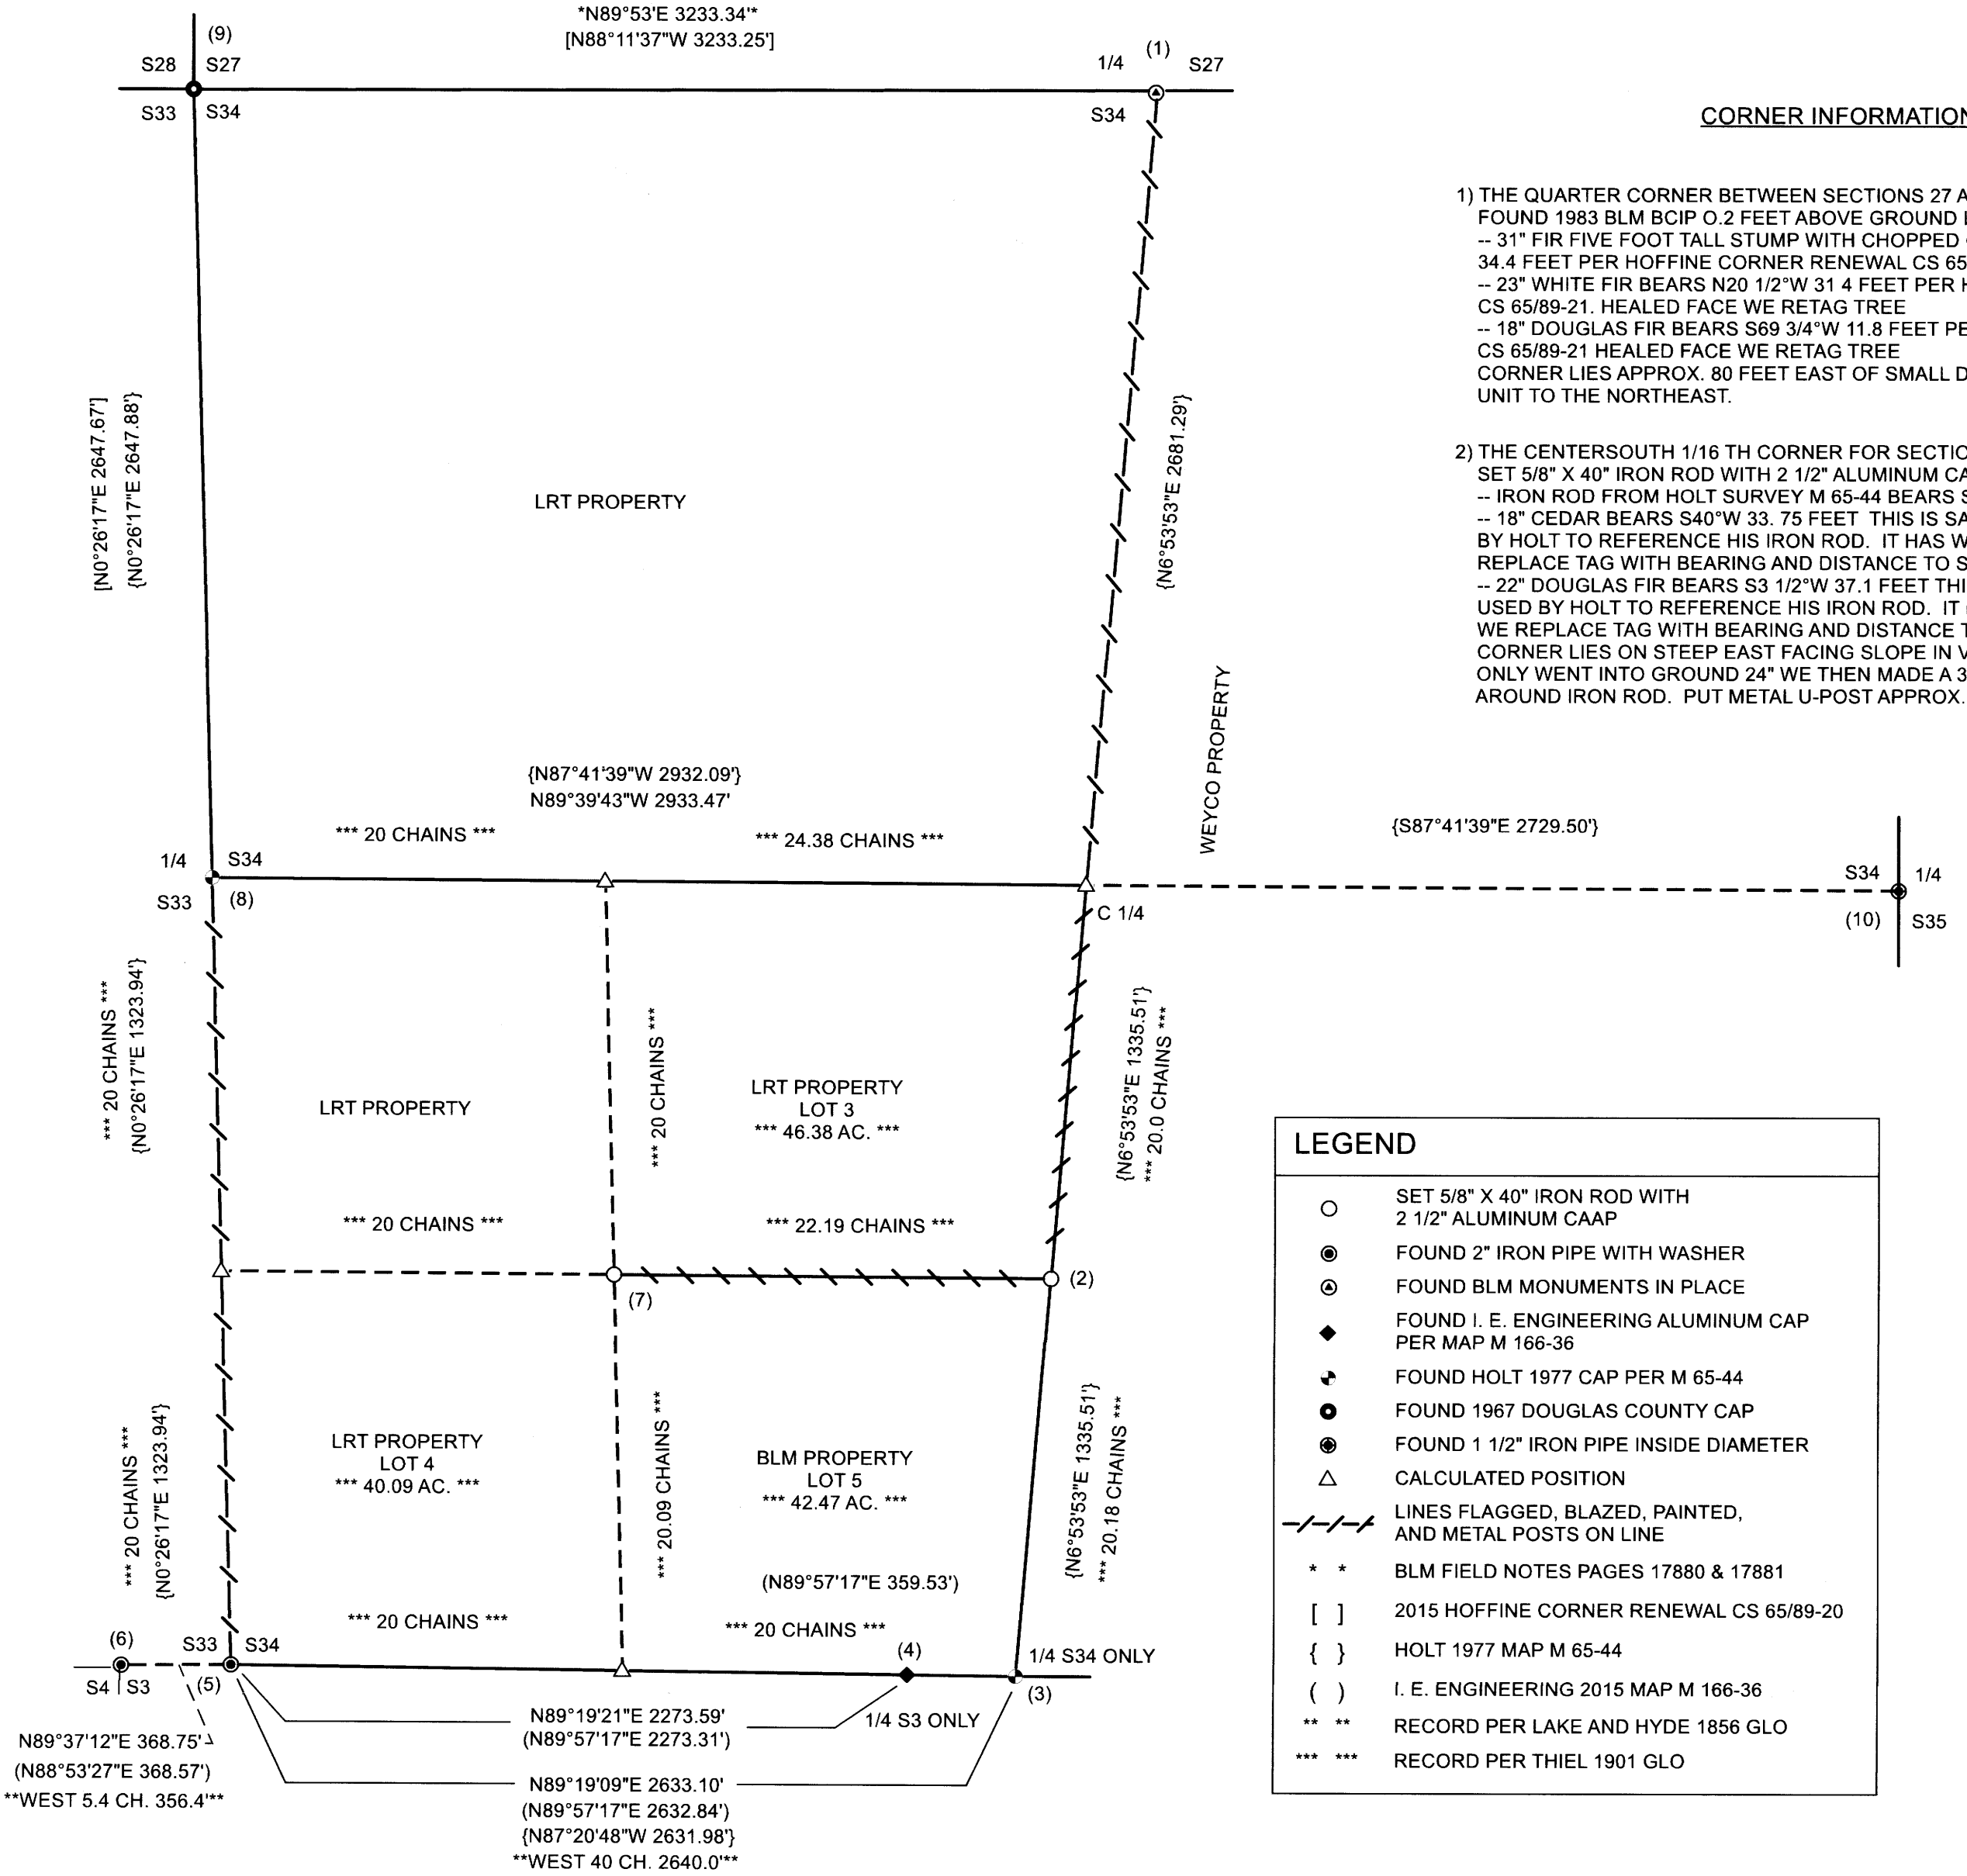 *N89°53'E 3233.34'*
[N88°11'37"W 3233.25']
(9)
S28
S27
S33
S34
1/4
(1)
S27
S34
CORNER INFORMATION
1) THE QUARTER CORNER BETWEEN SECTIONS 27 A
FOUND 1983 BLM BCIP O.2 FEET ABOVE GROUND
-- 31" FIR FIVE FOOT TALL STUMP WITH CHOPPED
34.4 FEET PER HOFFINE CORNER RENEWAL CS 65
-- 23" WHITE FIR BEARS N20 1/2°W 31 4 FEET PER H
CS 65/89-21. HEALED FACE WE RETAG TREE
-- 18" DOUGLAS FIR BEARS S69 3/4°W 11.8 FEET PE
CS 65/89-21 HEALED FACE WE RETAG TREE
CORNER LIES APPROX. 80 FEET EAST OF SMALL D
UNIT TO THE NORTHEAST.
2) THE CENTERSOUTH 1/16 TH CORNER FOR SECTIO
SET 5/8" X 40" IRON ROD WITH 2 1/2" ALUMINUM CA
-- IRON ROD FROM HOLT SURVEY M 65-44 BEARS S
-- 18" CEDAR BEARS S40°W 33. 75 FEET THIS IS SA
BY HOLT TO REFERENCE HIS IRON ROD. IT HAS W
REPLACE TAG WITH BEARING AND DISTANCE TO S
-- 22" DOUGLAS FIR BEARS S3 1/2°W 37.1 FEET THI
USED BY HOLT TO REFERENCE HIS IRON ROD. IT
WE REPLACE TAG WITH BEARING AND DISTANCE T
CORNER LIES ON STEEP EAST FACING SLOPE IN V
ONLY WENT INTO GROUND 24" WE THEN MADE A 3
AROUND IRON ROD. PUT METAL U-POST APPROX.
[N0°26'17"E 2647.67']
{N0°26'17"E 2647.88'}
LRT PROPERTY
{N6°53'53"E 2681.29'}
WEYCO PROPERTY
{N87°41'39"W 2932.09'}
N89°39'43"W 2933.47'
*** 20 CHAINS ***
*** 24.38 CHAINS ***
{S87°41'39"E 2729.50'}
1/4
S34
S33
(8)
C 1/4
S34
1/4
(10)
S35
*** 20 CHAINS ***
{N0°26'17"E 1323.94'}
LRT PROPERTY
*** 20 CHAINS ***
LRT PROPERTY
LOT 3
*** 46.38 AC. ***
{N6°53'53"E 1335.51'}
*** 20.0 CHAINS ***
*** 20 CHAINS ***
*** 22.19 CHAINS ***
(7)
(2)
*** 20 CHAINS ***
{N0°26'17"E 1323.94'}
LRT PROPERTY
LOT 4
*** 40.09 AC. ***
*** 20.09 CHAINS ***
BLM PROPERTY
LOT 5
*** 42.47 AC. ***
{N6°53'53"E 1335.51'}
*** 20.18 CHAINS ***
(N89°57'17"E 359.53')
*** 20 CHAINS ***
*** 20 CHAINS ***
(6)
S33
S34
(4)
1/4 S34 ONLY
S4
S3
(5)
(3)
1/4 S3 ONLY
N89°19'21"E 2273.59'
(N89°57'17"E 2273.31')
N89°37'12"E 368.75'
(N88°53'27"E 368.57')
**WEST 5.4 CH. 356.4'**
N89°19'09"E 2633.10'
(N89°57'17"E 2632.84')
{N87°20'48"W 2631.98'}
**WEST 40 CH. 2640.0'**
LEGEND
SET 5/8" X 40" IRON ROD WITH
2 1/2" ALUMINUM CAAP
FOUND 2" IRON PIPE WITH WASHER
FOUND BLM MONUMENTS IN PLACE
FOUND I. E. ENGINEERING ALUMINUM CAP
PER MAP M 166-36
FOUND HOLT 1977 CAP PER M 65-44
FOUND 1967 DOUGLAS COUNTY CAP
FOUND 1 1/2" IRON PIPE INSIDE DIAMETER
CALCULATED POSITION
LINES FLAGGED, BLAZED, PAINTED,
AND METAL POSTS ON LINE
* * BLM FIELD NOTES PAGES 17880 & 17881
[ ] 2015 HOFFINE CORNER RENEWAL CS 65/89-20
{ } HOLT 1977 MAP M 65-44
( ) I. E. ENGINEERING 2015 MAP M 166-36
** ** RECORD PER LAKE AND HYDE 1856 GLO
*** *** RECORD PER THIEL 1901 GLO